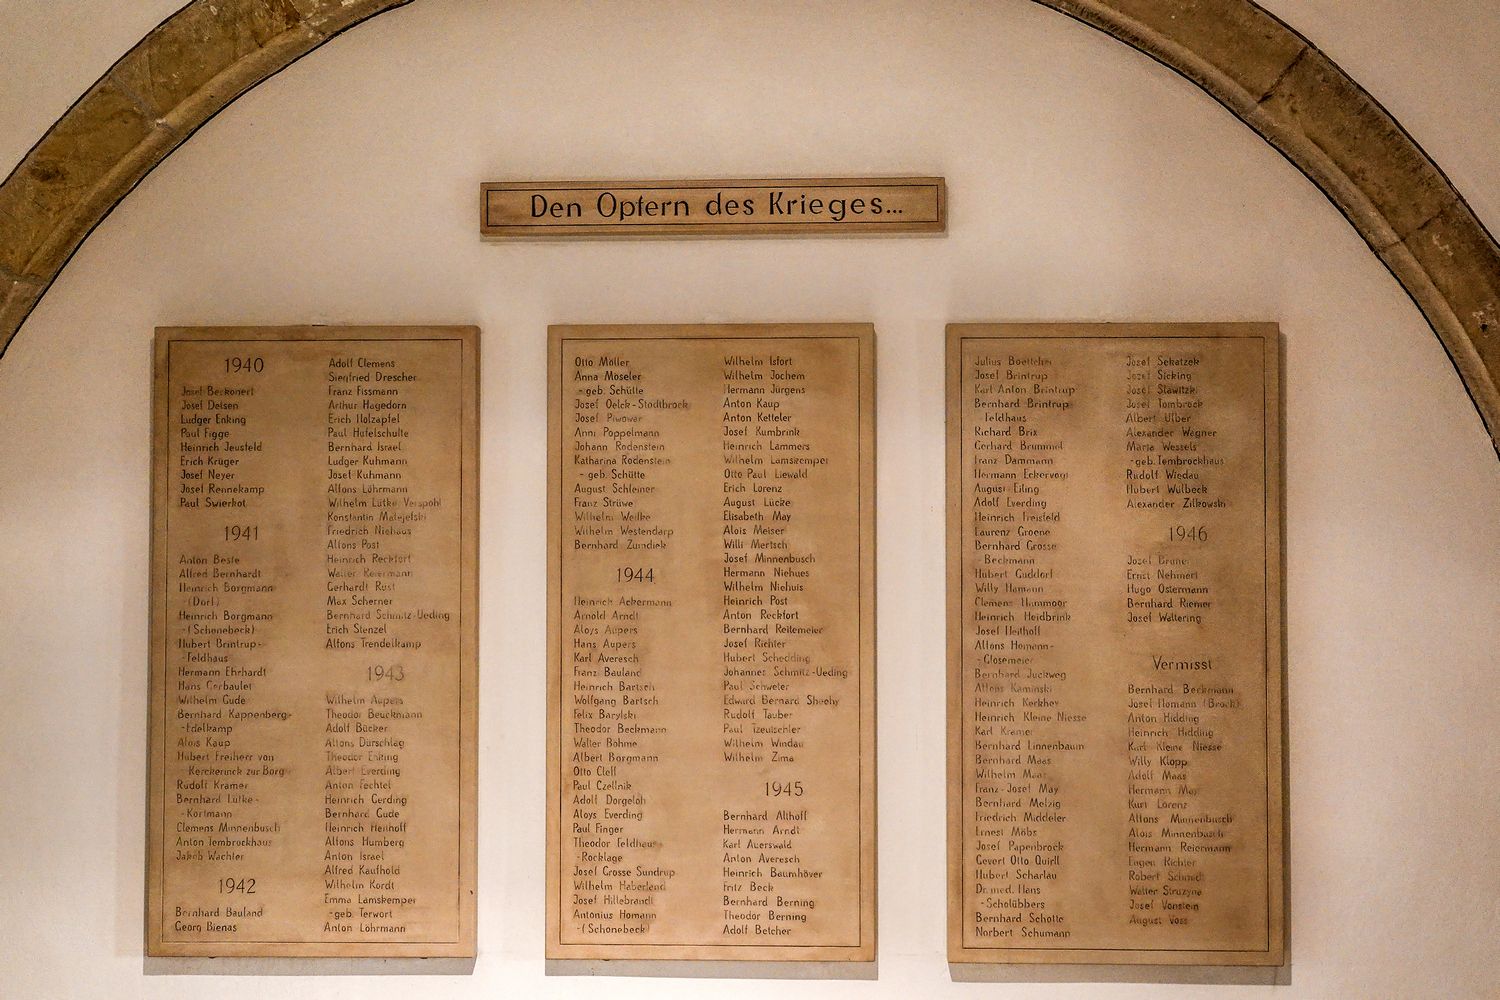 Den Opfern des Krieges...
1940
Josef Beckonert
Josef Deisen
Ludger Enking
Paul Figge
Heinrich Jeusfeld
Erich Krüger
Josef Neyer
Josef Rennekamp
Paul Swierkot
1941
Anton Beste
Alfred Bernhardt
Heinrich Borgmann
-(Dorf)
Heinrich Borgmann
-(Schonebeck)
Hubert Brintrup-
-Feldhaus
Hermann Ehrhardt
Hans Gerbaulet
Wilhelm Gude
Bernhard Kappenberg-
-Edelkamp
Alois Kaup
Hubert Freiherr von
Kerckerinck zur Borg
Rudolf Kramer
Bernhard Lütke-
-Kortmann
Clemens Minnenbusch
Anton Tembrockhaus
Jakob Wachter
1942
Bernhard Bauland
Georg Bienas
Adolf Clemens
Siegfried Drescher
Franz Fissmann
Arthur Hagedorn
Erich Holzapfel
Paul Hufelschulte
Bernhard Israel
Ludger Kuhmann
Josef Kuhmann
Alfons Löhrmann
Wilhelm Lütke Verspohl
Konstantin Matejelski
Friedrich Niehaus
Alfons Post
Heinrich Reckfort
Walter Reiermann
Gerhardt Rust
Max Scherner
Bernhard Schmitz-Ueding
Erich Stenzel
Alfons Trendelkamp
1943
Wilhelm Aupers
Theodor Beuckmann
Adolf Bücker
Alfons Dürschlag
Theodor Enking
Albert Everding
Anton Fechtel
Heinrich Gerding
Bernhard Gude
Heinrich Heithoff
Alfons Humberg
Anton Israel
Alfred Kaufhold
Wilhelm Kordt
Emma Lamskemper
-geb. Terwort
Anton Löhrmann
Otto Möller
Anna Möseler
-geb. Schülle
Josef Oelck-Stodtbrock
Josef Piwowar
Anni Poppelmann
Johann Rodenstein
Katharina Rodenstein
-geb. Schütte
August Schleiner
Franz Strüwe
Wilhelm Weilke
Wilhelm Westendarp
Bernhard Zumdiek
1944
Heinrich Ackermann
Arnold Arndt
Aloys Aupers
Hans Aupers
Karl Averesch
Franz Bauland
Heinrich Bartsch
Wolfgang Bartsch
Felix Barylski
Theodor Beckmann
Walter Böhme
Albert Borgmann
Otto Cleff
Paul Czellnik
Adolf Dorgeloh
Aloys Everding
Paul Finger
Theodor Feldhaus-
-Rocklage
Josef Grosse Sundrup
Wilhelm Haberland
Josef Hillebrandt
Antonius Homann
-(Schonebeck)
Wilhelm Isfort
Wilhelm Jochem
Hermann Jürgens
Anton Kaup
Anton Ketteler
Josef Kumbrink
Heinrich Lammers
Wilhelm Lamskemper
Otto Paul Liewald
Erich Lorenz
August Lücke
Elisabeth May
Alois Meiser
Willi Mertsch
Josef Minnenbusch
Hermann Niehues
Wilhelm Niehuis
Heinrich Post
Anton Reckfort
Bernhard Reitemeier
Josef Richter
Hubert Schedding
Johannes Schmitz-Ueding
Paul Schweter
Edward Bernard Sheehy
Rudolf Tauber
Paul Tzeutschler
Wilhelm Windau
Wilhelm Zima
1945
Bernhard Althoff
Hermann Arndt
Karl Auerswald
Anton Averesch
Heinrich Baumhöver
Fritz Beck
Bernhard Berning
Theodor Berning
Adolf Betcher
Julius Boettcher
Josef Brintrup
Karl Anton Brintrup
Bernhard Brintrup-
-Feldhaus
Richard Brix
Gerhard Brummel
Franz Dammann
Hermann Eckervogt
August Eiling
Adolf Everding
Heinrich Freisfeld
Laurenz Groene
Bernhard Grosse-
-Beckmann
Hubert Guddorf
Willy Hamann
Clemens Hammoor
Heinrich Heidbrink
Josef Heithoff
Alfons Homann-
-Glosemeier
Bernhard Juckweg
Alfons Kaminski
Heinrich Kerkhey
Heinrich Kleine Niesse
Karl Kramer
Bernhard Linnenbaum
Bernhard Maas
Wilhelm Maas
Franz-Josef May
Bernhard Melzig
Friedrich Middeler
Ernest Möbs
Josef Papenbrock
Gevert Otto Quirll
Hubert Scharlau
Dr. med. Hans
-Scholübbers
Bernhard Scholte
Norbert Schumann
Josef Sekatzek
Josef Sicking
Josef Stawitzki
Josef Tombrock
Albert Ulber
Alexander Wagner
Maria Wessels
-geb. Tembrockhaus
Rudolf Wiedau
Hubert Wülbeck
Alexander Zilkowski
1946
Josef Bruner
Ernst Nehmert
Hugo Ostermann
Bernhard Riemer
Josef Waltering
Vermisst
Bernhard Beckmann
Josef Homann (Brock)
Anton Hidding
Heinrich Hidding
Karl Kleine Niesse
Willy Klopp
Adolf Maas
Hermann May
Kurt Lorenz
Alfons Minnenbusch
Alois Minnenbusch
Hermann Reiermann
Eugen Richter
Robert Schmidt
Walter Struzyna
Josef Vonstein
August Voss